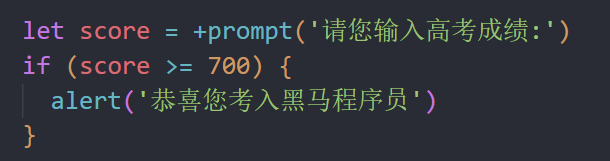 let score = +prompt('请您输入高考成绩:')
if (score >= 700) {
  alert('恭喜您考入黑马程序员')
}